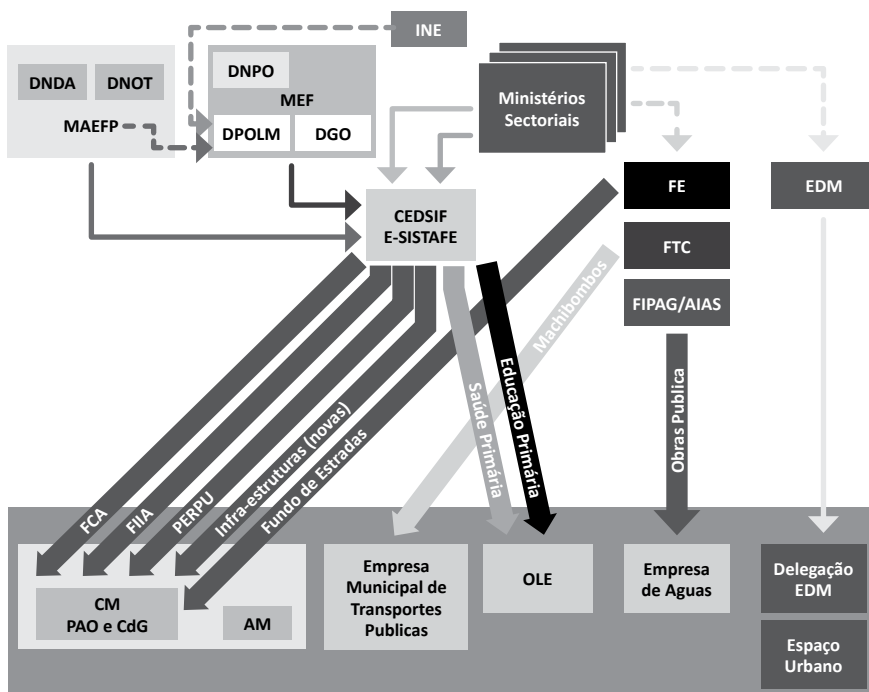 INE
DNDA
DNOT
MAEFP
DNPO
MEF
DPOLM
DGO
Ministérios
Sectoriais
CEDSIF
E-SISTAFE
FE
EDM
FTC
FIPAG/AIAS
Machibombos
Educação Primária
Saúde Primária
Obras Publica
FCA
FIIA
PERPU
Infra-estruturas (novas)
Fundo de Estradas
CM
PAO e CdG
AM
Empresa
Municipal de
Transportes
Publicas
OLE
Empresa
de Aguas
Delegação
EDM
Espaço
Urbano